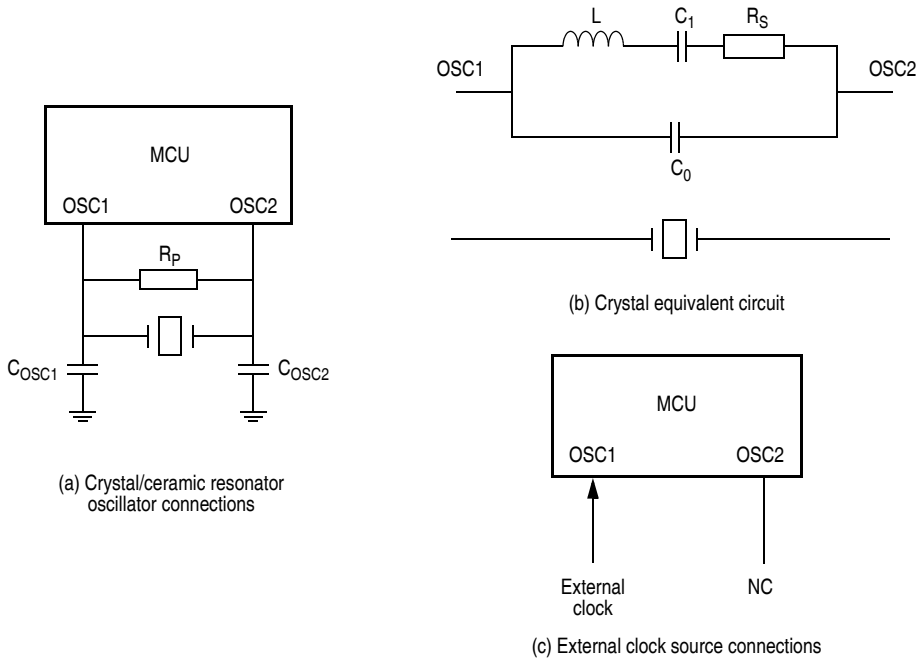 MCU
OSC1 OSC2
R_P
C_OSC1 C_OSC2
(a) Crystal/ceramic resonator
oscillator connections
L C_1 R_S
OSC1 OSC2
C_0
(b) Crystal equivalent circuit
MCU
OSC1 OSC2
External NC
clock
(c) External clock source connections